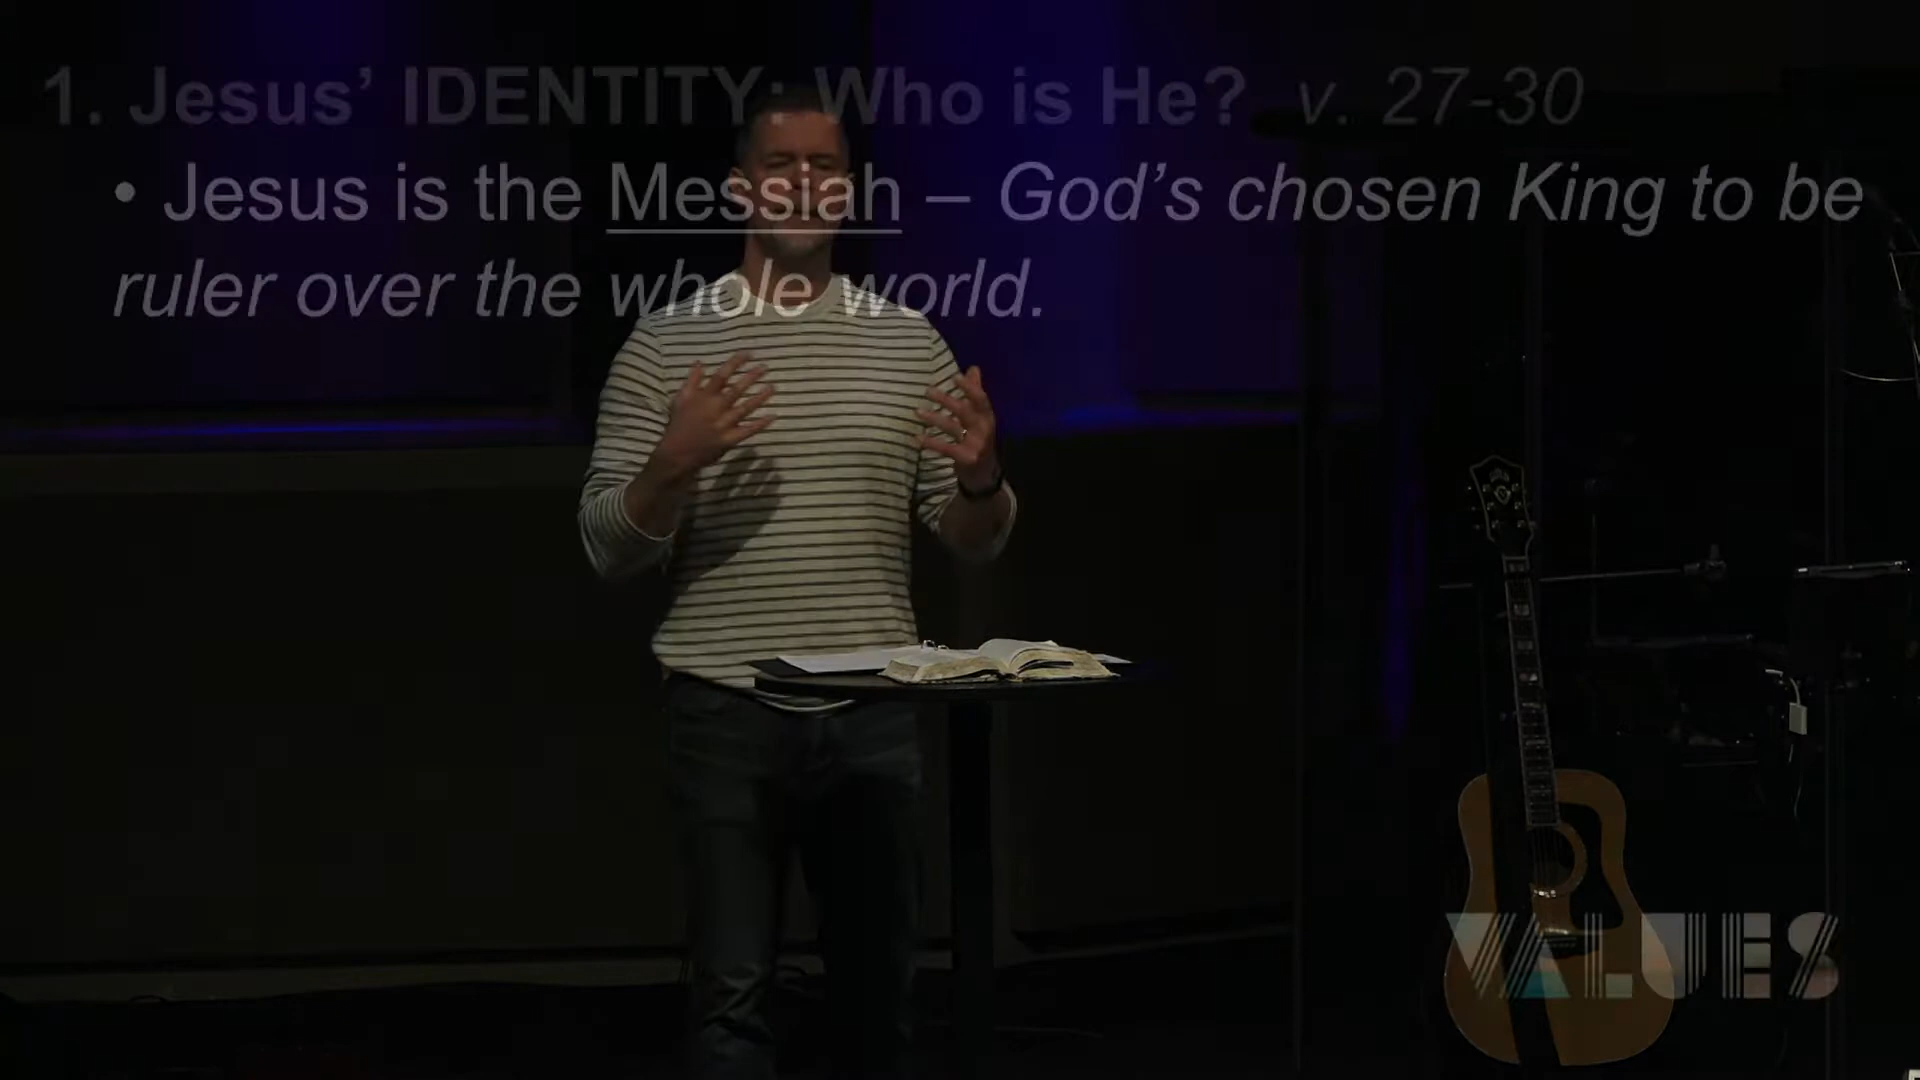 1. Jesus’ IDENTITY: Who is He? v. 27-30
• Jesus is the Messiah – God’s chosen King to be
ruler over the whole world.
VALUES